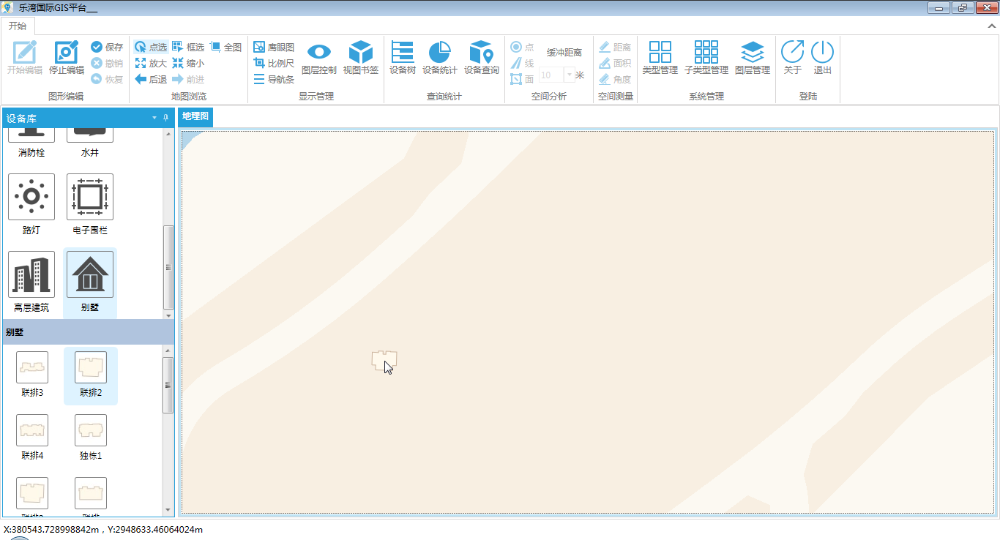 乐湾国际GIS平台__
开始
开始编辑 停止编辑 保存 撤销 恢复
图形编辑
点选 框选 全图
放大 缩小
后退 前进
地图浏览
鹰眼图
比例尺
导航条
图层控制 视图书签
显示管理
设备树 设备统计 设备查询
查询统计
点
线
面
缓冲距离
10 米
空间分析
距离
面积
角度
空间测量
类型管理 子类型管理 图层管理
系统管理
关于 退出
登陆
设备库
消防栓 水井
路灯 电子围栏
高层建筑 别墅
别墅
联排3 联排2
联排4 独栋1
地理图
X:380543.728998842m，Y:2948633.46064024m